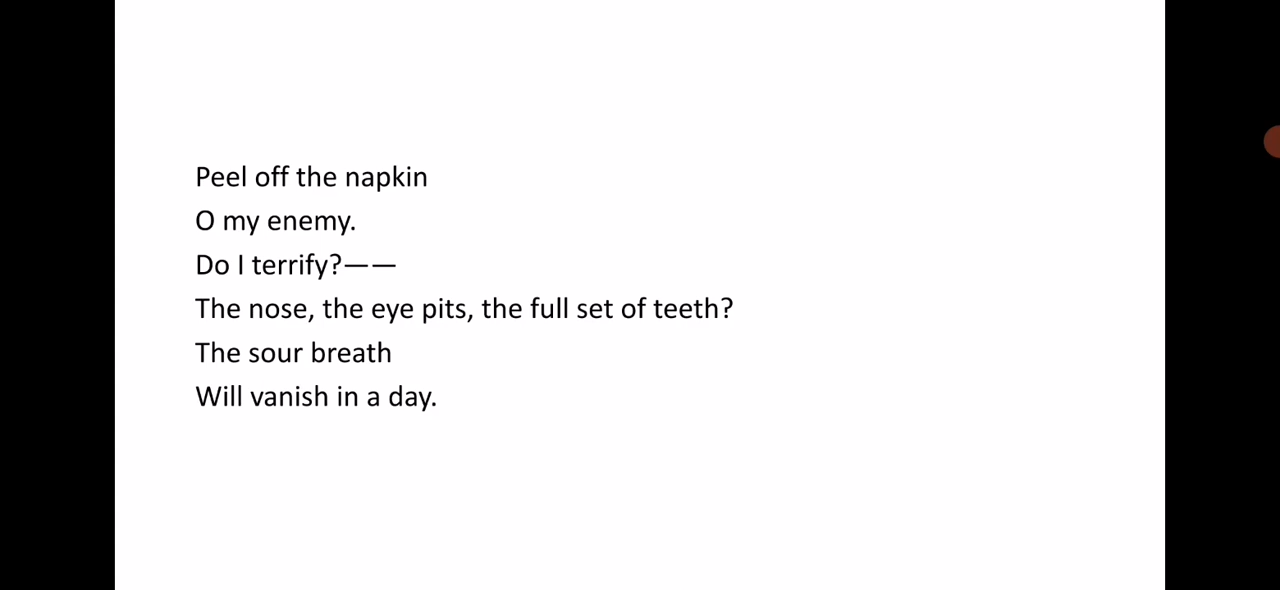 Peel off the napkin
O my enemy.
Do I terrify?——
The nose, the eye pits, the full set of teeth?
The sour breath
Will vanish in a day.